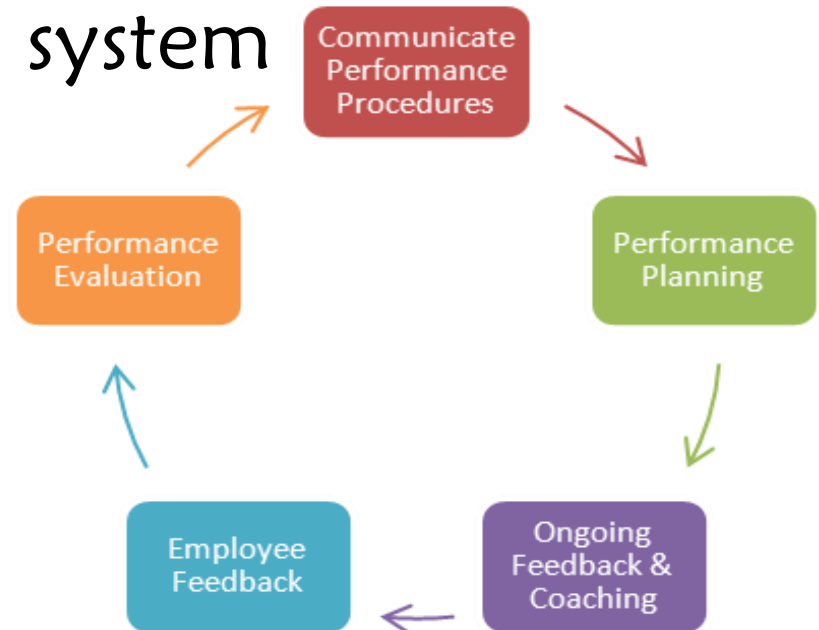 system
Communicate
Performance
Procedures
Performance
Planning
Ongoing
Feedback &
Coaching
Employee
Feedback
Performance
Evaluation